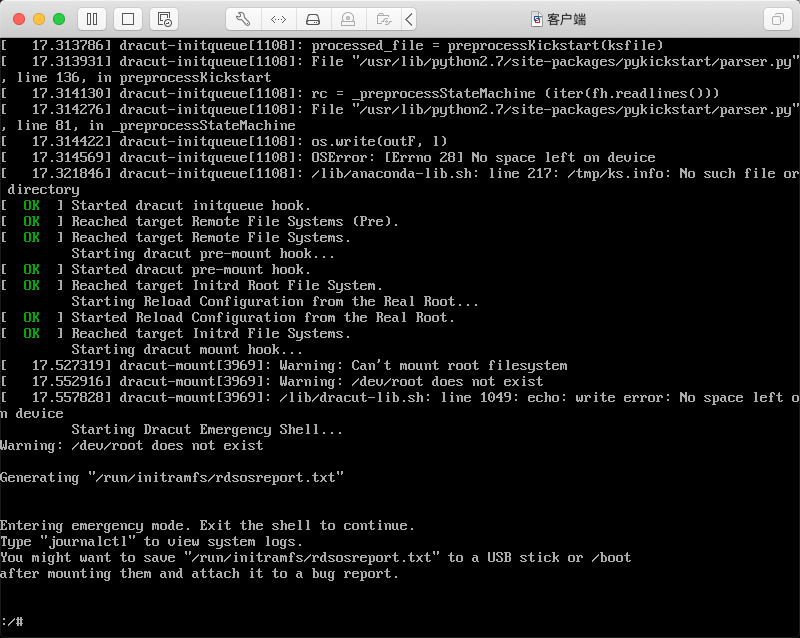 客户端
[   17.313786] dracut-initqueue[1108]: processed_file = preprocessKickstart(ksfile)
[   17.313931] dracut-initqueue[1108]: File "/usr/lib/python2.7/site-packages/pykickstart/parser.py"
, line 136, in preprocessKickstart
[   17.314130] dracut-initqueue[1108]: rc = _preprocessStateMachine (iter(fh.readlines()))
[   17.314276] dracut-initqueue[1108]: File "/usr/lib/python2.7/site-packages/pykickstart/parser.py"
, line 81, in _preprocessStateMachine
[   17.314422] dracut-initqueue[1108]: os.write(outF, l)
[   17.314569] dracut-initqueue[1108]: OSError: [Errno 28] No space left on device
[   17.321846] dracut-initqueue[1108]: /lib/anaconda-lib.sh: line 217: /tmp/ks.info: No such file or
 directory
[  OK  ] Started dracut initqueue hook.
[  OK  ] Reached target Remote File Systems (Pre).
[  OK  ] Reached target Remote File Systems.
         Starting dracut pre-mount hook...
[  OK  ] Started dracut pre-mount hook.
[  OK  ] Reached target Initrd Root File System.
         Starting Reload Configuration from the Real Root...
[  OK  ] Started Reload Configuration from the Real Root.
[  OK  ] Reached target Initrd File Systems.
         Starting dracut mount hook...
[   17.527319] dracut-mount[3969]: Warning: Can't mount root filesystem
[   17.552916] dracut-mount[3969]: Warning: /dev/root does not exist
[   17.557828] dracut-mount[3969]: /lib/dracut-lib.sh: line 1049: echo: write error: No space left o
n device
         Starting Dracut Emergency Shell...
Warning: /dev/root does not exist
Generating "/run/initramfs/rdsosreport.txt"
Entering emergency mode. Exit the shell to continue.
Type "journalctl" to view system logs.
You might want to save "/run/initramfs/rdsosreport.txt" to a USB stick or /boot
after mounting them and attach it to a bug report.
:/#